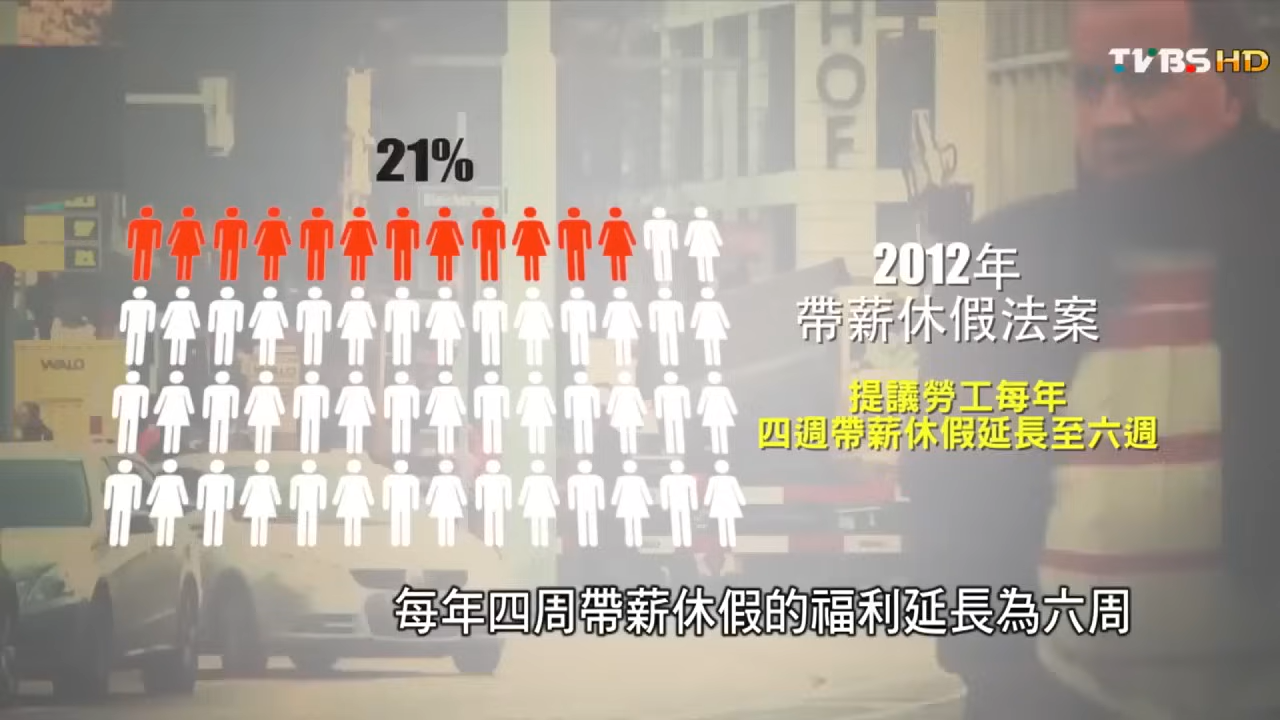 TVBS HD
HOF
21%
2012年
帶薪休假法案
提議勞工每年
四週帶薪休假延長至六週
WALO
每年四周帶薪休假的福利延長為六周